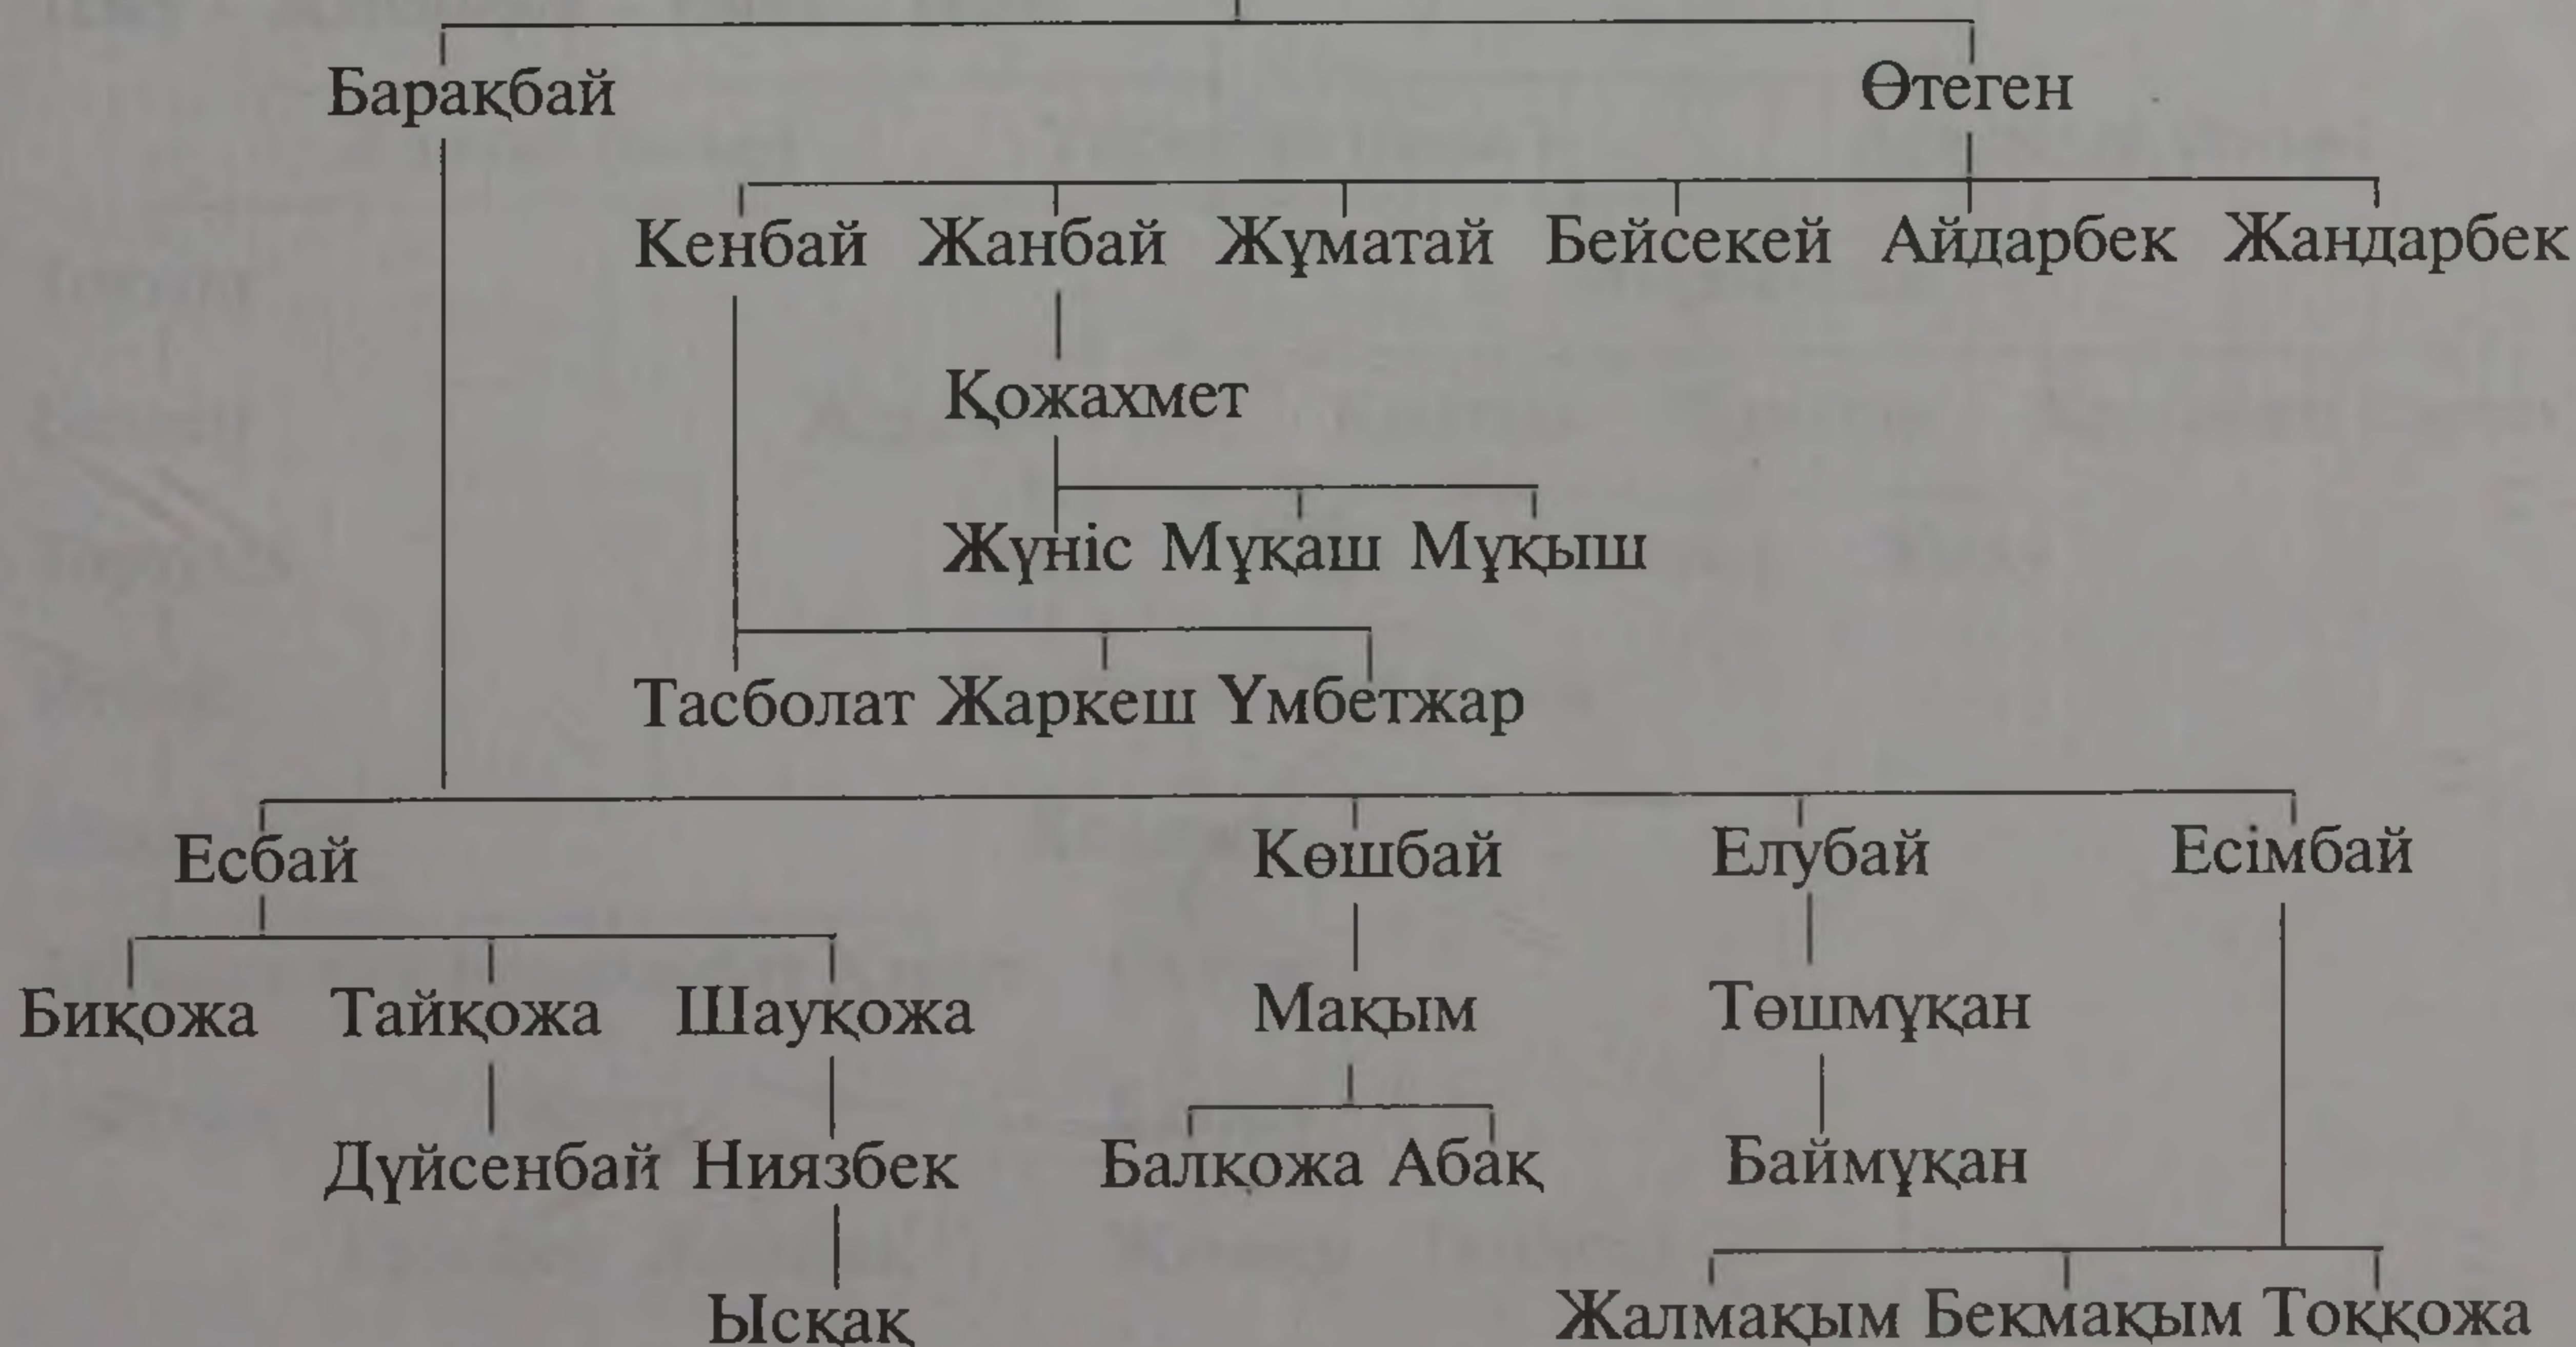 Барақбай Өтеген
Кенбай Жанбай Жұматай Бейсекей Айдарбек Жандарбек
Қожахмет
Жүніс Мұқаш Мұқыш
Тасболат Жаркеш Үмбетжар
Есбай Көшбай Елубай Есімбай
Биқожа Тайқожа Шауқожа Мақым Төшмұқан
Дүйсенбай Ниязбек Балқожа Абақ Баймұқан
Ысқақ Жалмақым Бекмақым Тоққожа